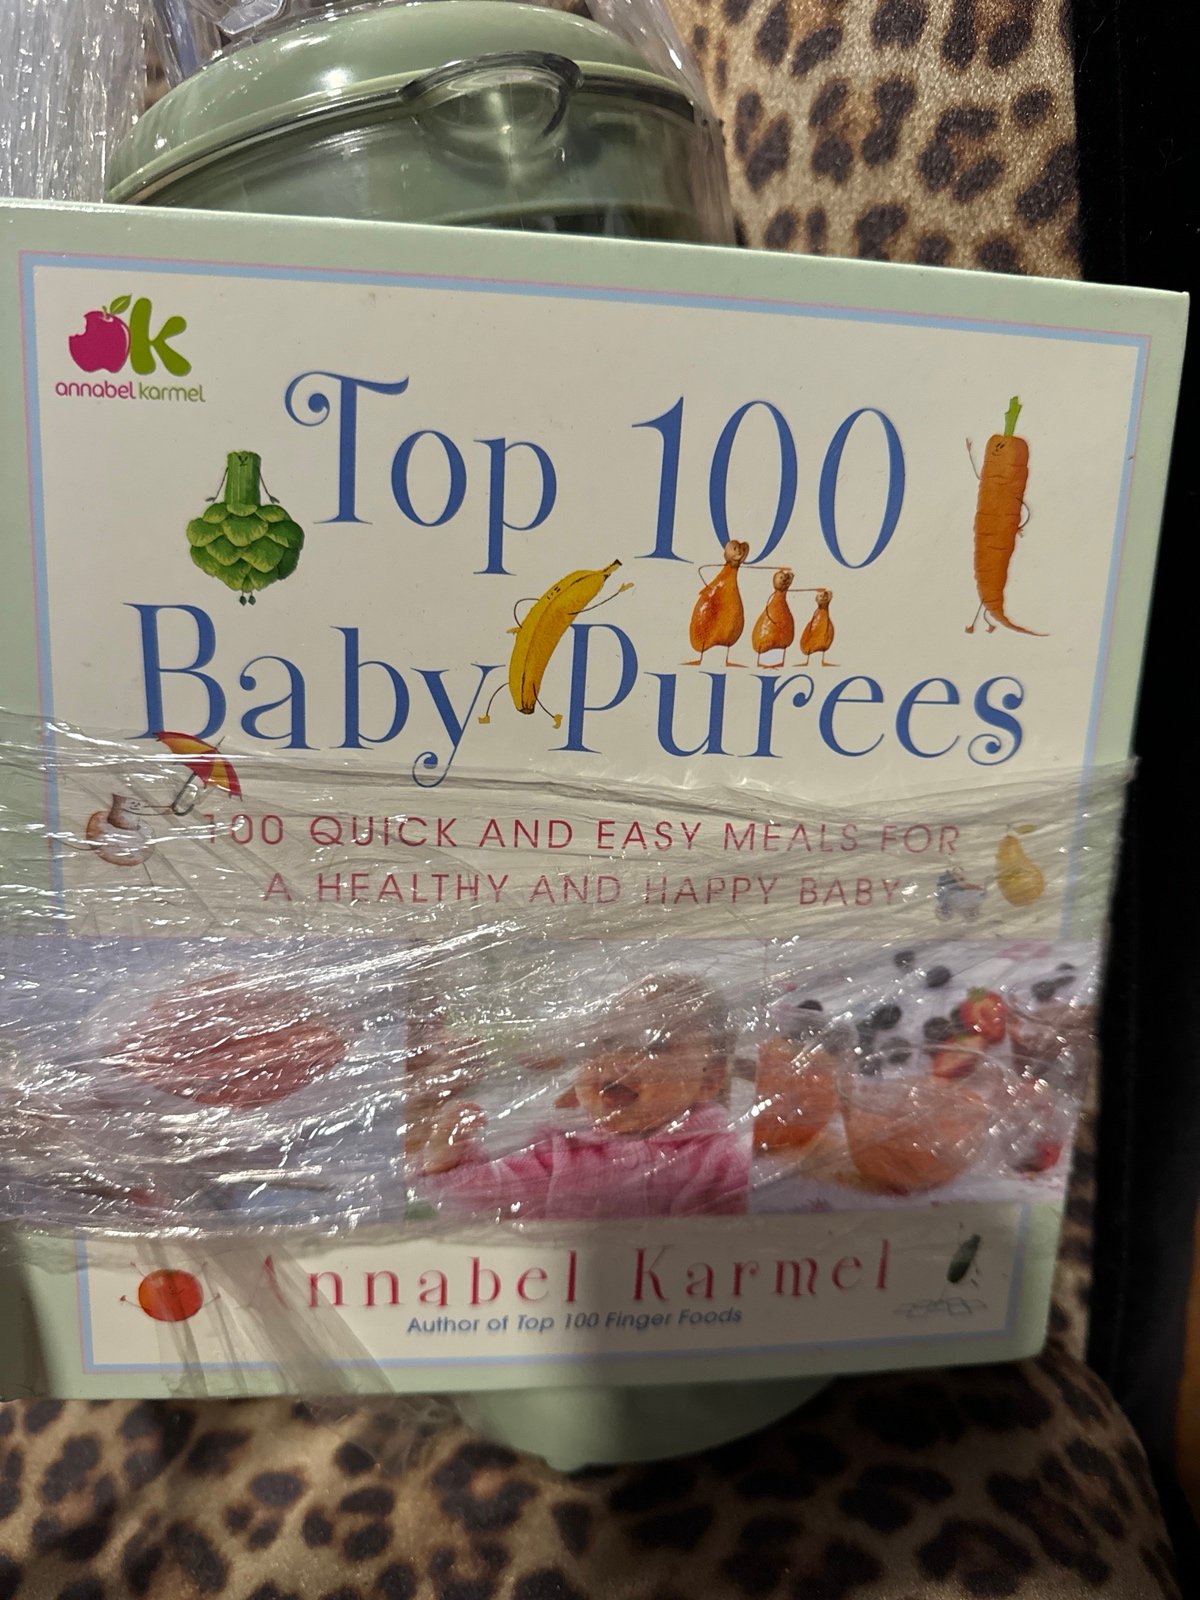 annabel karmel
Top 100
Baby Purees
100 QUICK AND EASY MEALS FOR
A HEALTHY AND HAPPY BABY
Annabel Karmel
Author of Top 100 Finger Foods